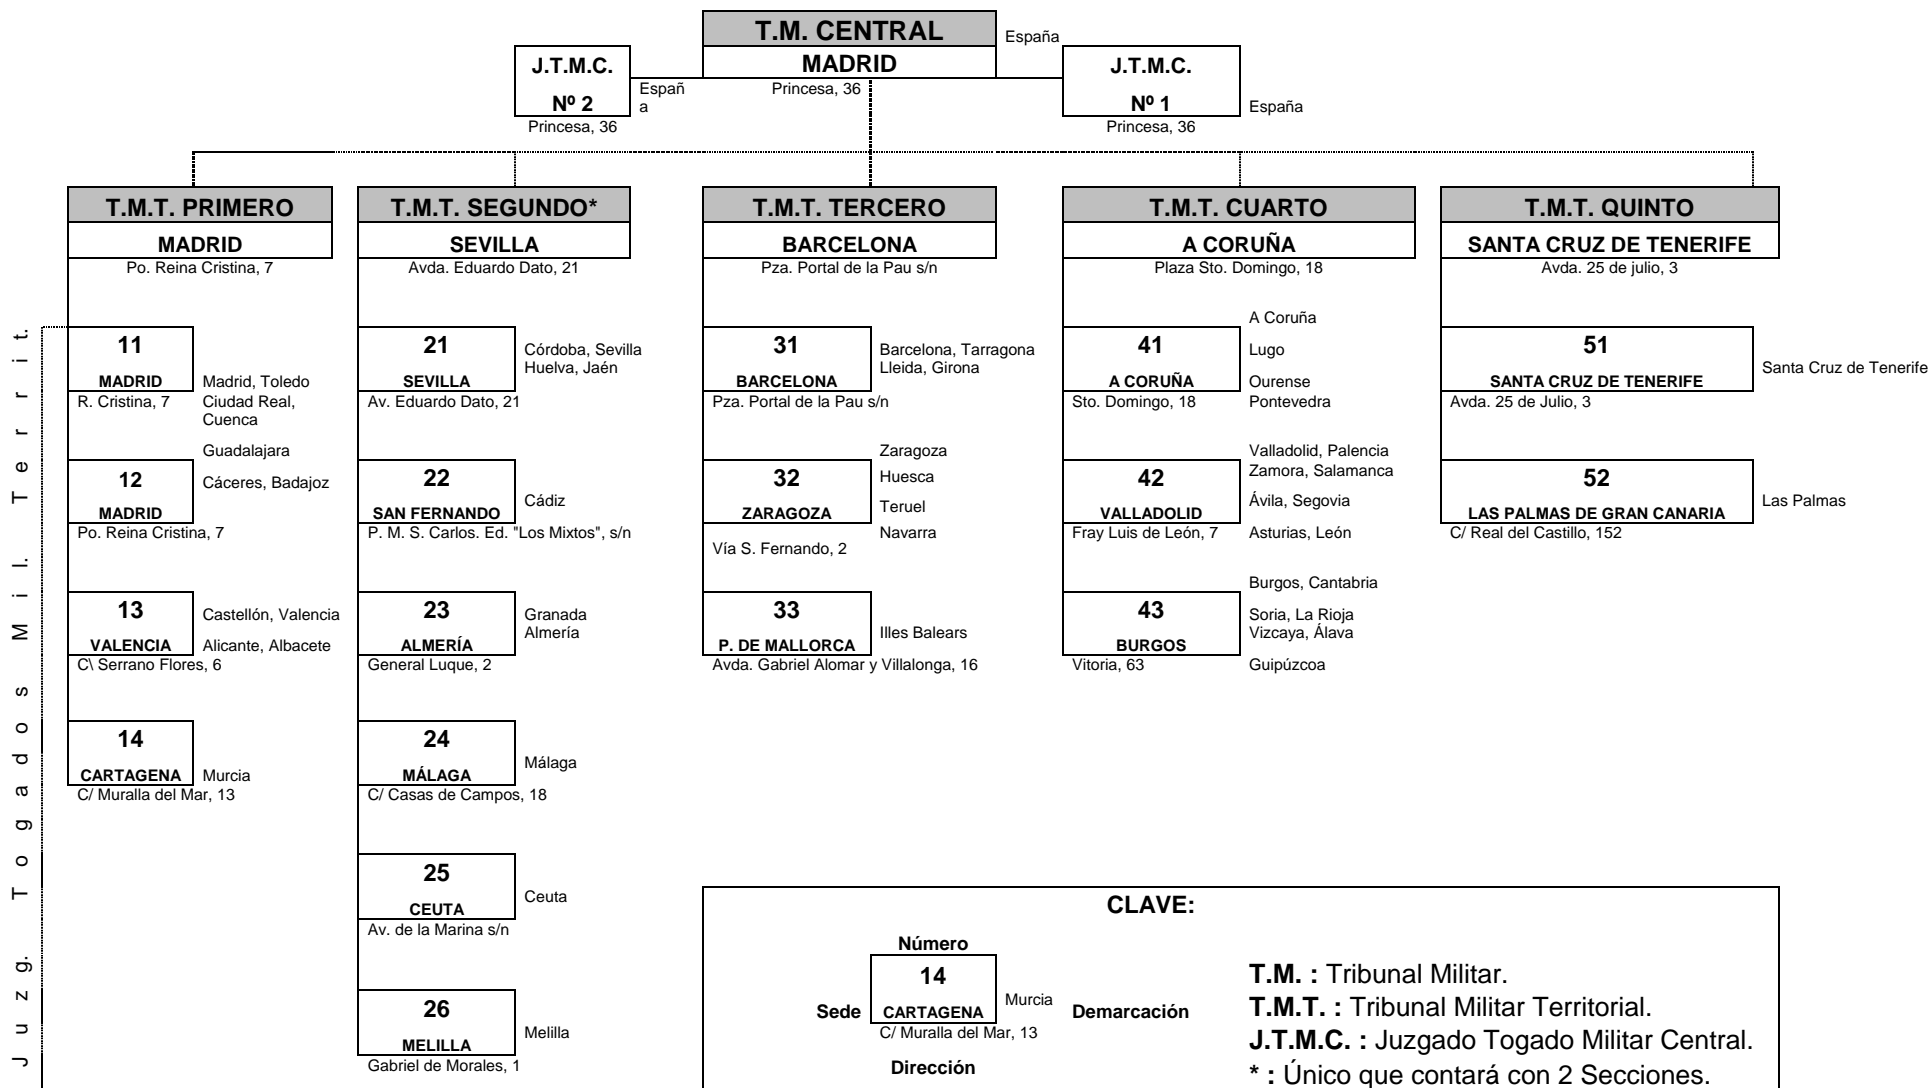 T.M. CENTRAL
España
MADRID
Princesa, 36
J.T.M.C.
Nº 2
Españ
a
Princesa, 36
J.T.M.C.
Nº 1
España
Princesa, 36
T.M.T. PRIMERO
MADRID
Po. Reina Cristina, 7
T.M.T. SEGUNDO*
SEVILLA
Avda. Eduardo Dato, 21
T.M.T. TERCERO
BARCELONA
Pza. Portal de la Pau s/n
T.M.T. CUARTO
A CORUÑA
Plaza Sto. Domingo, 18
T.M.T. QUINTO
SANTA CRUZ DE TENERIFE
Avda. 25 de julio, 3
Juzg. Togados Mil. Territ.
11
MADRID
R. Cristina, 7
Madrid, Toledo
Ciudad Real,
Cuenca
Guadalajara
12
MADRID
Po. Reina Cristina, 7
Cáceres, Badajoz
13
VALENCIA
C\ Serrano Flores, 6
Castellón, Valencia
Alicante, Albacete
14
CARTAGENA
C/ Muralla del Mar, 13
Murcia
21
SEVILLA
Av. Eduardo Dato, 21
Córdoba, Sevilla
Huelva, Jaén
22
SAN FERNANDO
P. M. S. Carlos. Ed. "Los Mixtos", s/n
Cádiz
23
ALMERÍA
General Luque, 2
Granada
Almería
24
MÁLAGA
C/ Casas de Campos, 18
Málaga
25
CEUTA
Av. de la Marina s/n
Ceuta
26
MELILLA
Gabriel de Morales, 1
Melilla
31
BARCELONA
Pza. Portal de la Pau s/n
Barcelona, Tarragona
Lleida, Girona
32
ZARAGOZA
Vía S. Fernando, 2
Zaragoza
Huesca
Teruel
Navarra
33
P. DE MALLORCA
Avda. Gabriel Alomar y Villalonga, 16
Illes Balears
41
A CORUÑA
Sto. Domingo, 18
A Coruña
Lugo
Ourense
Pontevedra
42
VALLADOLID
Fray Luis de León, 7
Valladolid, Palencia
Zamora, Salamanca
Ávila, Segovia
Asturias, León
43
BURGOS
Vitoria, 63
Burgos, Cantabria
Soria, La Rioja
Vizcaya, Álava
Guipúzcoa
51
SANTA CRUZ DE TENERIFE
Avda. 25 de Julio, 3
Santa Cruz de Tenerife
52
LAS PALMAS DE GRAN CANARIA
C/ Real del Castillo, 152
Las Palmas
CLAVE:
Número
14
Sede
CARTAGENA
Murcia
Demarcación
C/ Muralla del Mar, 13
Dirección
T.M. : Tribunal Militar.
T.M.T. : Tribunal Militar Territorial.
J.T.M.C. : Juzgado Togado Militar Central.
* : Único que contará con 2 Secciones.